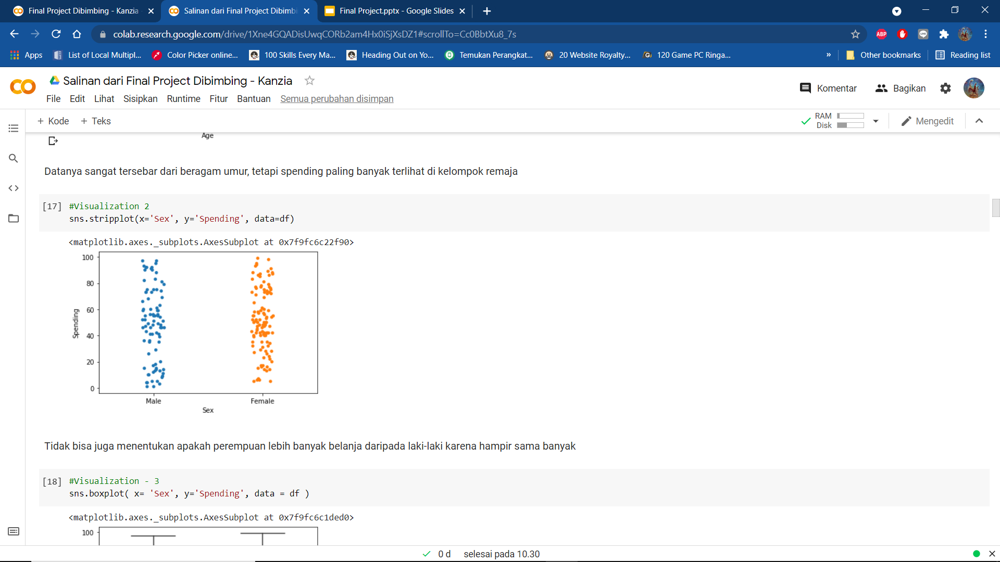 Final Project Dibimbing - Kanzia
Salinan dari Final Project Dimbi
Final Project.pptx - Google Slides
colab.research.google.com/drive/1Xne4GQADisUwqCORb2am4Hx0iSjXsDZ1#scrollTo=Cc0BbtXu8_7s
ABP
Apps
List of Local Multipl...
Color Picker online...
100 Skills Every Ma...
Heading Out on Yo...
Temukan Perangkat...
20 Website Royalty...
120 Game PC Ringa...
»
Other bookmarks
Reading list
Salinan dari Final Project Dibimbing - Kanzia
Komentar
Bagikan
File Edit Lihat Sisipkan Runtime Fitur Bantuan Semua perubahan disimpan
+ Kode + Teks
RAM
Disk
Mengedit
Age
Datanya sangat tersebar dari beragam umur, tetapi spending paling banyak terlihat di kelompok remaja
[17] #Visualization 2
sns.stripplot(x='Sex', y='Spending', data=df)
<matplotlib.axes._subplots.AxesSubplot at 0x7f9fc6c22f90>
100
80
60
40
20
0
Spending
Male Female
Sex
Tidak bisa juga menentukan apakah perempuan lebih banyak belanja daripada laki-laki karena hampir sama banyak
[18] #Visualization - 3
sns.boxplot( x= 'Sex', y='Spending', data = df )
<matplotlib.axes._subplots.AxesSubplot at 0x7f9fc6c1ded0>
100
0 d selesai pada 10.30